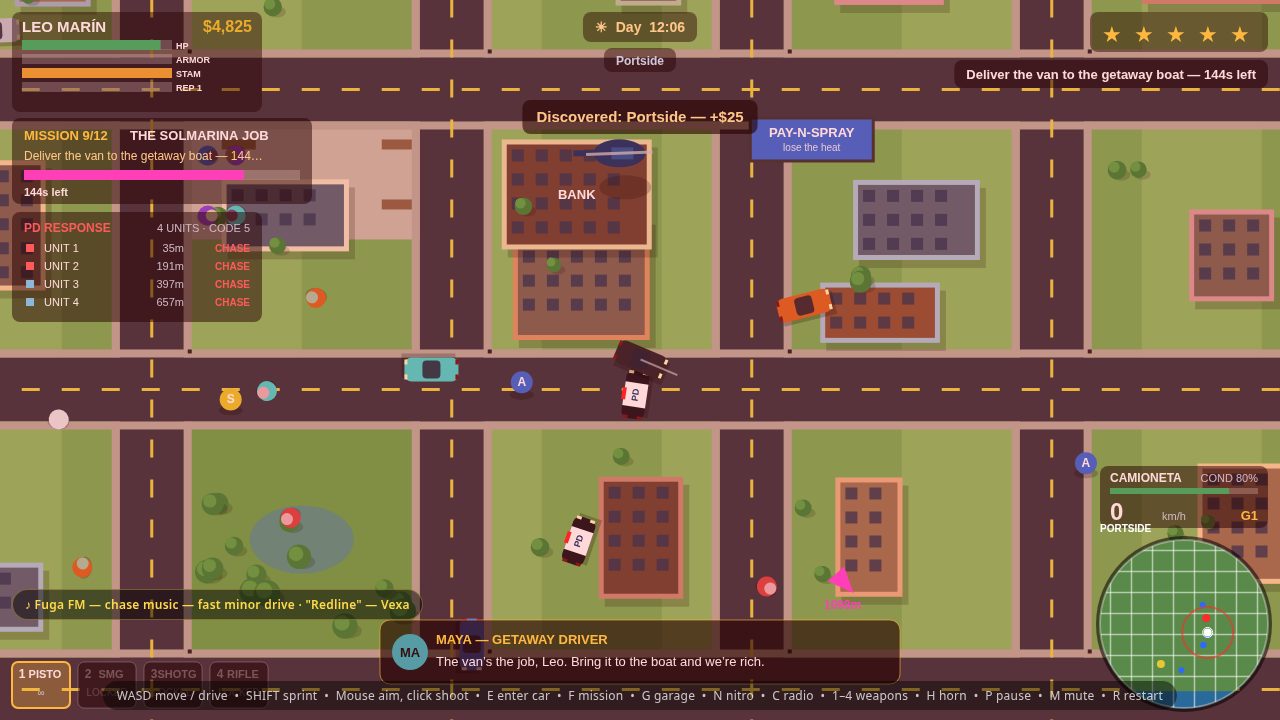 LEO MARÍN $4,825
HP
ARMOR
STAM
REP 1
☀ Day 12:06
Portside
★ ★ ★ ★ ★
Deliver the van to the getaway boat — 144s left
Discovered: Portside — +$25
MISSION 9/12 THE SOLMARINA JOB
Deliver the van to the getaway boat — 144…
144s left
PAY-N-SPRAY
lose the heat
BANK
PD RESPONSE 4 UNITS · CODE 5
UNIT 1 35m CHASE
UNIT 2 191m CHASE
UNIT 3 397m CHASE
UNIT 4 657m CHASE
A
S
PD
A
PD
CAMIONETA COND 80%
0 km/h G1
PORTSIDE
♪ Fuga FM — chase music — fast minor drive · "Redline" — Vexa
MA
MAYA — GETAWAY DRIVER
The van's the job, Leo. Bring it to the boat and we're rich.
1 PISTO
∞
2 SMG
3SHOTG
4 RIFLE
WASD move / drive • SHIFT sprint • Mouse aim, click shoot • E enter car • F mission • G garage • N nitro • C radio • 1–4 weapons • H horn • P pause • M mute • R restart